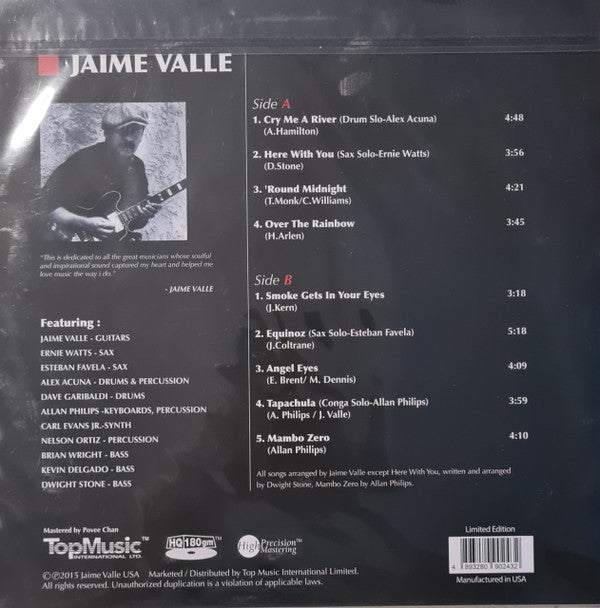 JAIME VALLE
"This is dedicated to all the great musicians whose soulful
and inspirational sound captured my heart and helped me
love music the way i do."
- JAIME VALLE
Featuring :
JAIME VALLE - GUITARS
ERNIE WATTS - SAX
ESTEBAN FAVELA - SAX
ALEX ACUNA - DRUMS & PERCUSSION
DAVE GARIBALDI - DRUMS
ALLAN PHILIPS -KEYBOARDS, PERCUSSION
CARL EVANS JR.-SYNTH
NELSON ORTIZ - PERCUSSION
BRIAN WRIGHT - BASS
KEVIN DELGADO - BASS
DWIGHT STONE - BASS
Side A
1. Cry Me A River (Drum Slo-Alex Acuna) 4:48
(A.Hamilton)
2. Here With You (Sax Solo-Ernie Watts) 3:56
(D.Stone)
3. 'Round Midnight 4:21
(T.Monk/C.Williams)
4. Over The Rainbow 3:45
(H.Arlen)
Side B
1. Smoke Gets In Your Eyes 3:18
(J.Kern)
2. Equinoz (Sax Solo-Esteban Favela) 5:18
(J.Coltrane)
3. Angel Eyes 4:09
(E. Brent/ M. Dennis)
4. Tapachula (Conga Solo-Allan Philips) 3:59
(A. Philips / J. Valle)
5. Mambo Zero 4:10
(Allan Philips)
All songs arranged by Jaime Valle except Here With You, written and arranged
by Dwight Stone, Mambo Zero by Allan Philips.
Mastered by Povee Chan
TopMusic™
INTERNATIONAL LTD.
HQ 180gm™
High Precision™
Mastering
Limited Edition
4 893280 902432
Manufactured in USA
©℗2015 Jaime Valle USA Marketed / Distributed by Top Music International Limited.
All rights reserved. Unauthorized duplication is a violation of applicable laws.